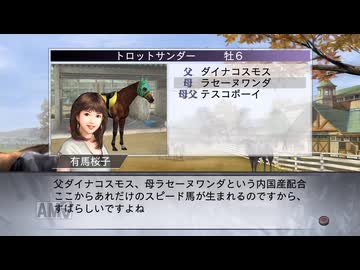 トロットサンダー 牡6
父 ダイナコスモス
母 ラセーヌワンダ
母父 テスコボーイ
有馬桜子
父ダイナコスモス、母ラセーヌワンダという内国産配合
ここからあれだけのスピード馬が生まれるのですから、
すばらしいですよね